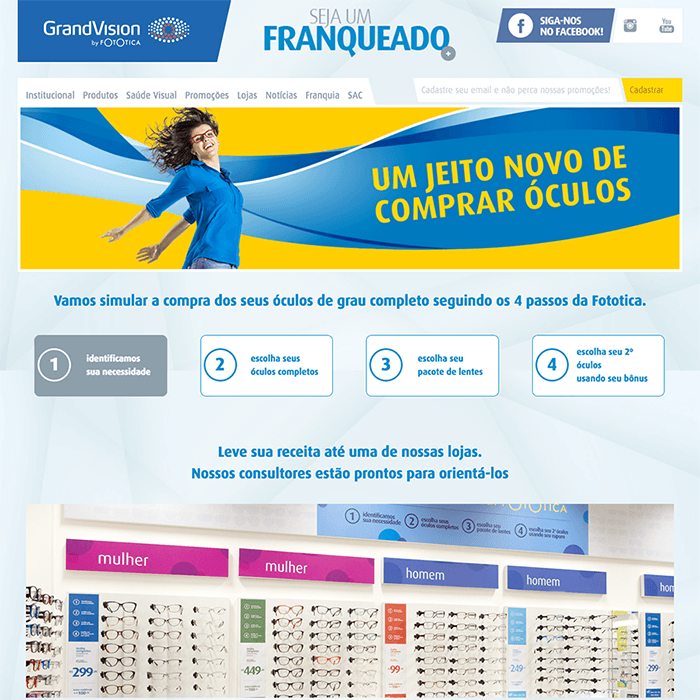 GrandVision
by FOTOTICA
SEJA UM
FRANQUEADO
SIGA-NOS
NO FACEBOOK!
You
Tube
Institucional Produtos Saúde Visual Promoções Lojas Notícias Franquia SAC
Cadastre seu email e não perca nossas promoções! Cadastrar
UM JEITO NOVO DE
COMPRAR ÓCULOS
Vamos simular a compra dos seus óculos de grau completo seguindo os 4 passos da Fototica.
1 identificamos
sua necessidade
2 escolha seus
óculos completos
3 escolha seu
pacote de lentes
4 escolha seu 2º
óculos
usando seu bônus
Leve sua receita até uma de nossas lojas.
Nossos consultores estão prontos para orientá-los
FOTOTICA
1 identificamos
sua necessidade
2 escolha seus
óculos completos
3 escolha seu
pacote de lentes
4 escolha seu 2º óculos
mulher
mulher
homem
homem
hom
299
449
99
249